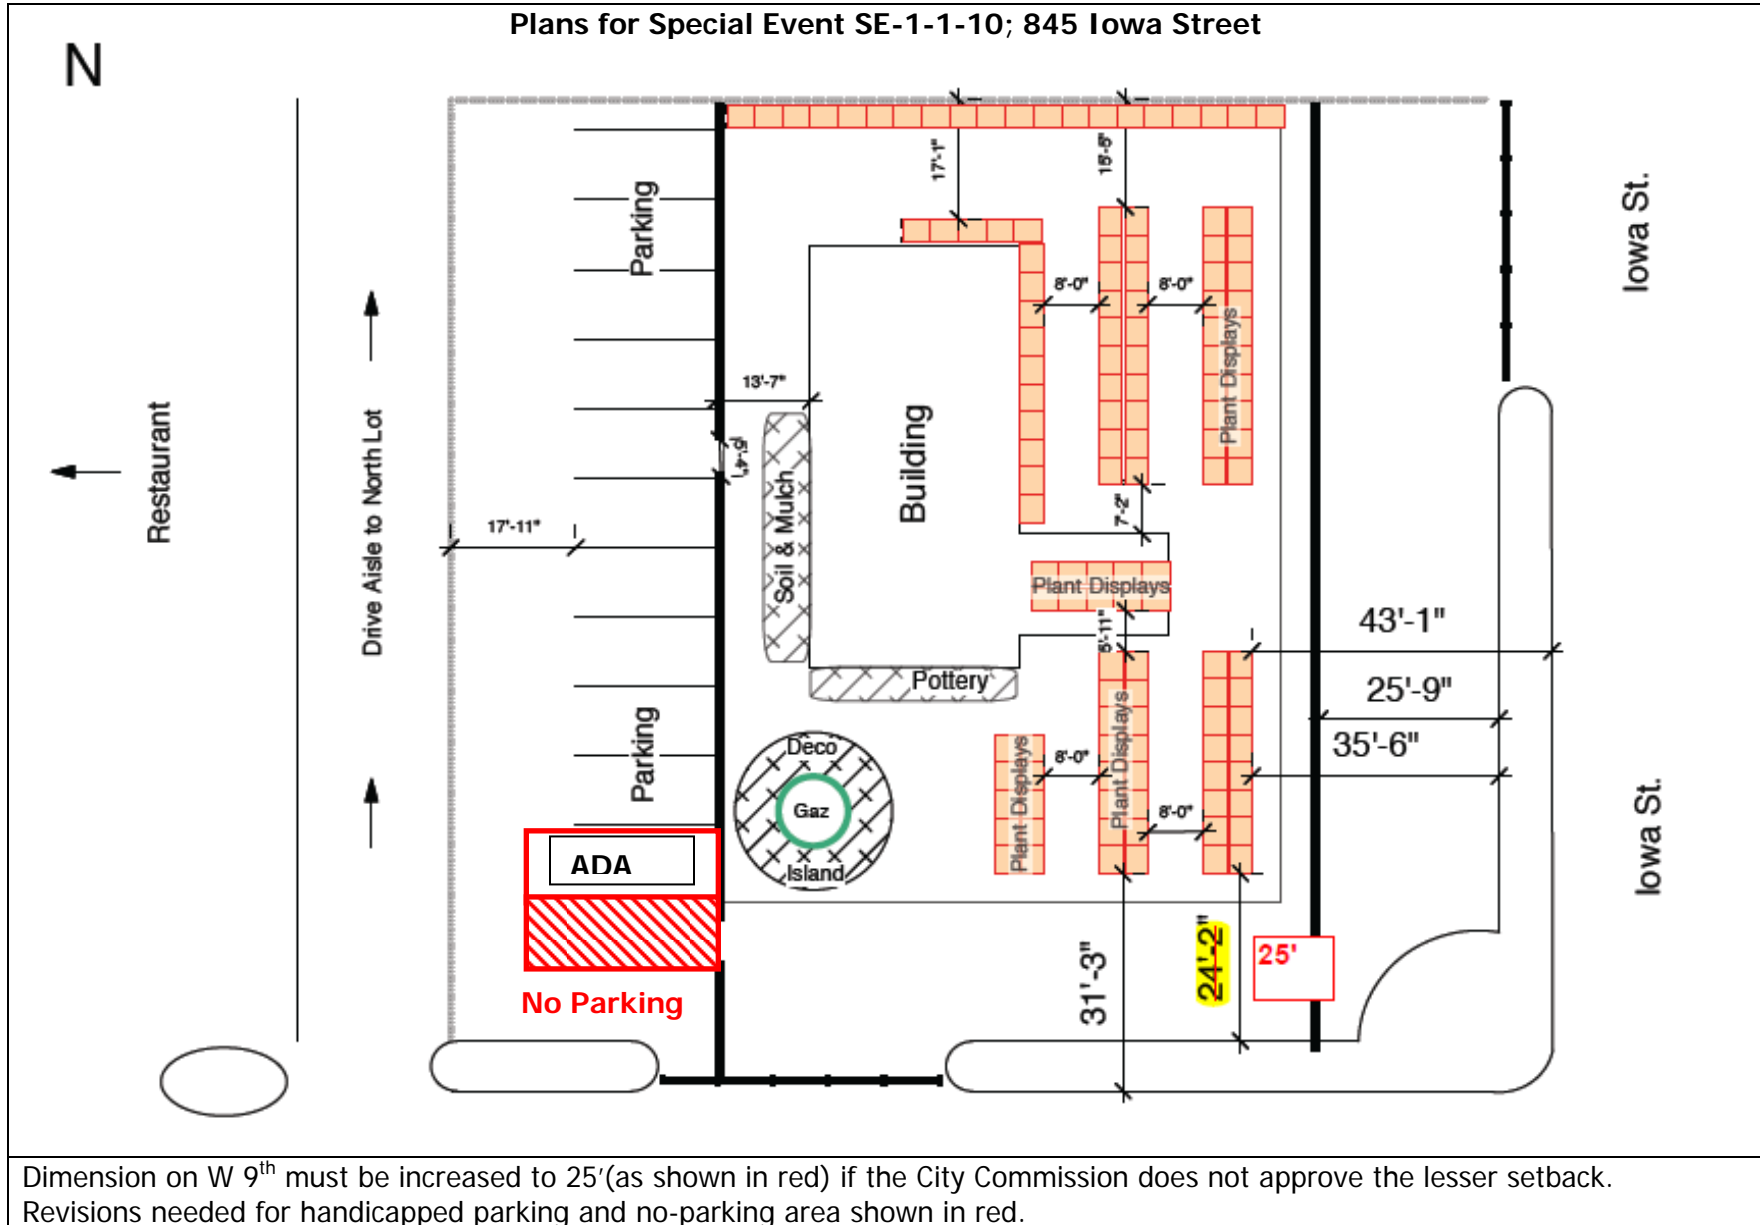 Plans for Special Event SE-1-1-10; 845 Iowa Street
N
17'-1"
15'-5"
Parking
Iowa St.
8'-0"
8'-0"
Plant Displays
13'-7"
5'-4"
Restaurant
Drive Aisle to North Lot
Building
Soil & Mulch
7'-2"
17'-11"
Plant Displays
5'-11"
43'-1"
25'-9"
35'-6"
Pottery
Parking
Deco
Gaz
Island
Plant Displays
8'-0"
Plant Displays
8'-0"
Iowa St.
ADA
No Parking
31'-3"
24'-2"
25'
Dimension on W 9th must be increased to 25'(as shown in red) if the City Commission does not approve the lesser setback.
Revisions needed for handicapped parking and no-parking area shown in red.